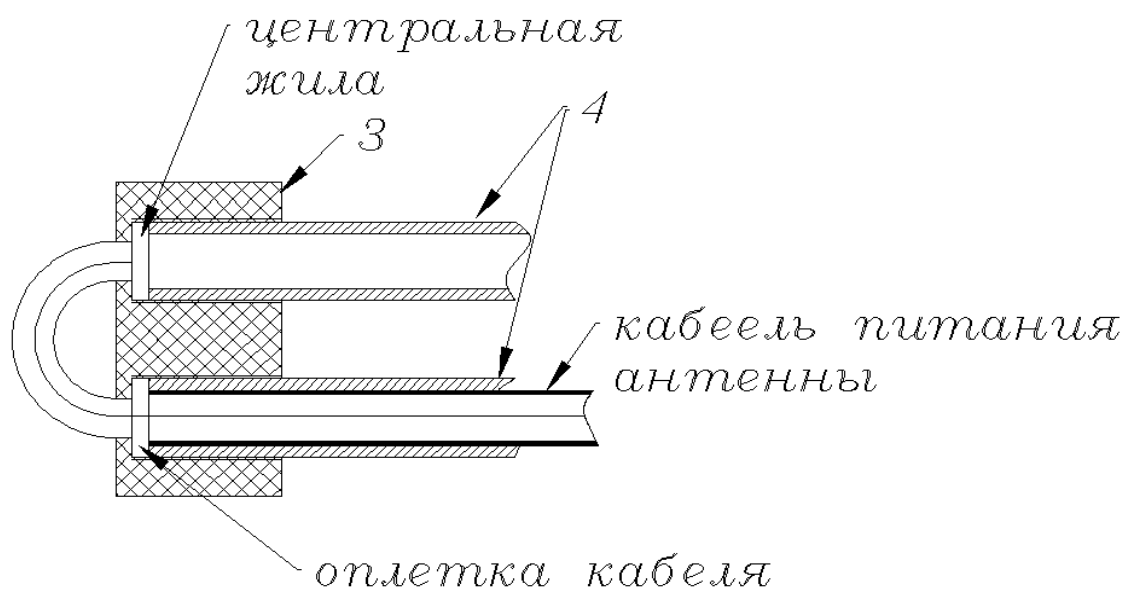 центральная
жила
3
4
кабеель питания
антенны
оплетка кабеля